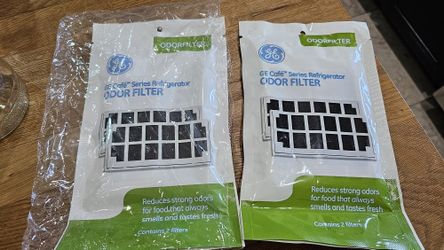 ODORFILTER
GE
GE Café™ Series Refrigerator
ODOR FILTER
Reduces strong odors
for food that always
smells and tastes fresh
Contains 2 filters
ODORFILTER
GE
GE Café™ Series Refrigerator
ODOR FILTER
Reduces strong odors
for food that always
smells and tastes fresh
Contains 2 filters